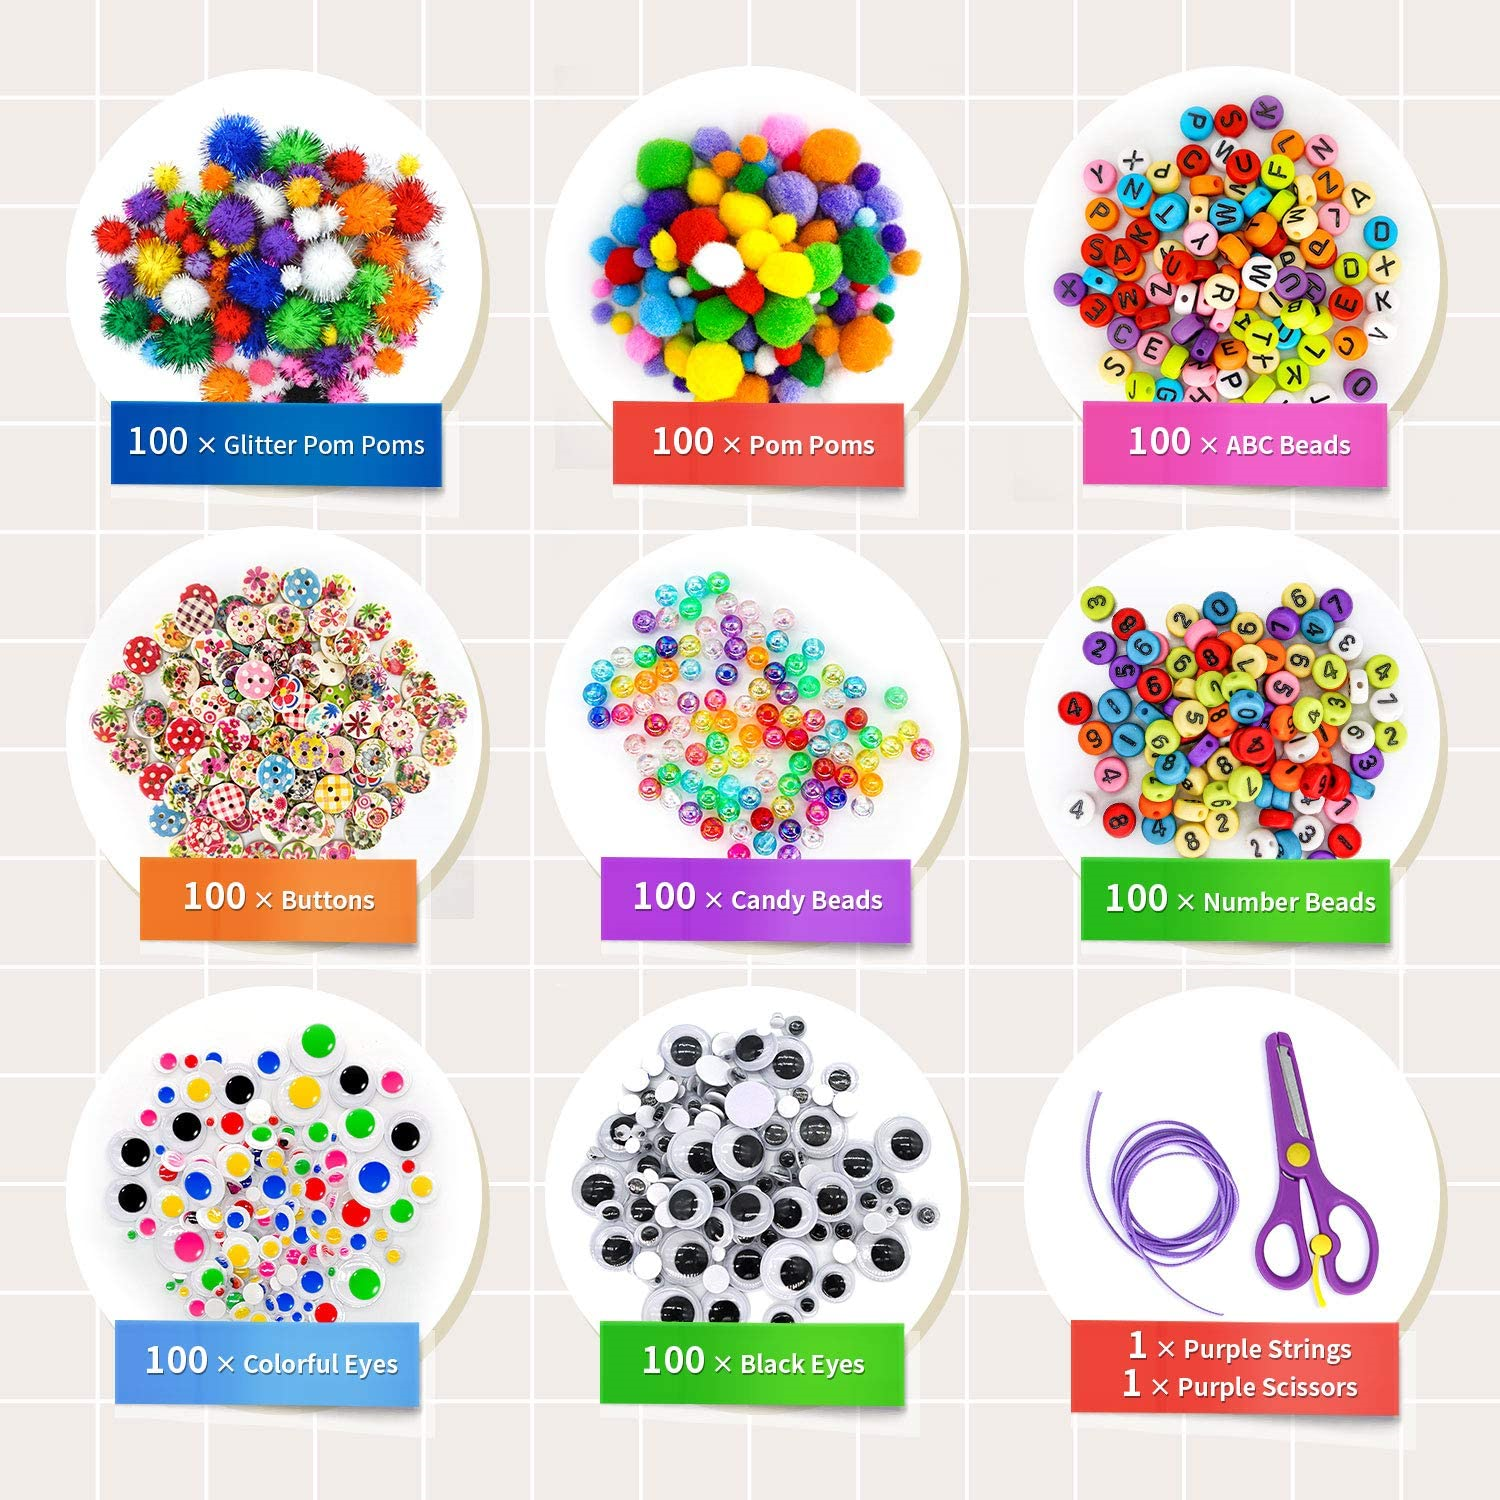 100 × Glitter Pom Poms
100 × Pom Poms
100 × ABC Beads
100 × Buttons
100 × Candy Beads
100 × Number Beads
100 × Colorful Eyes
100 × Black Eyes
1 × Purple Strings
1 × Purple Scissors